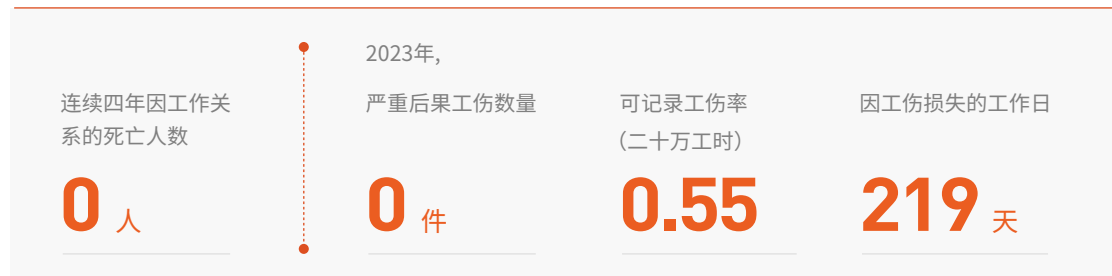 连续四年因工作关
系的死亡人数
0 人
2023年,
严重后果工伤数量
0 件
可记录工伤率
（二十万工时）
0.55
因工伤损失的工作日
219 天